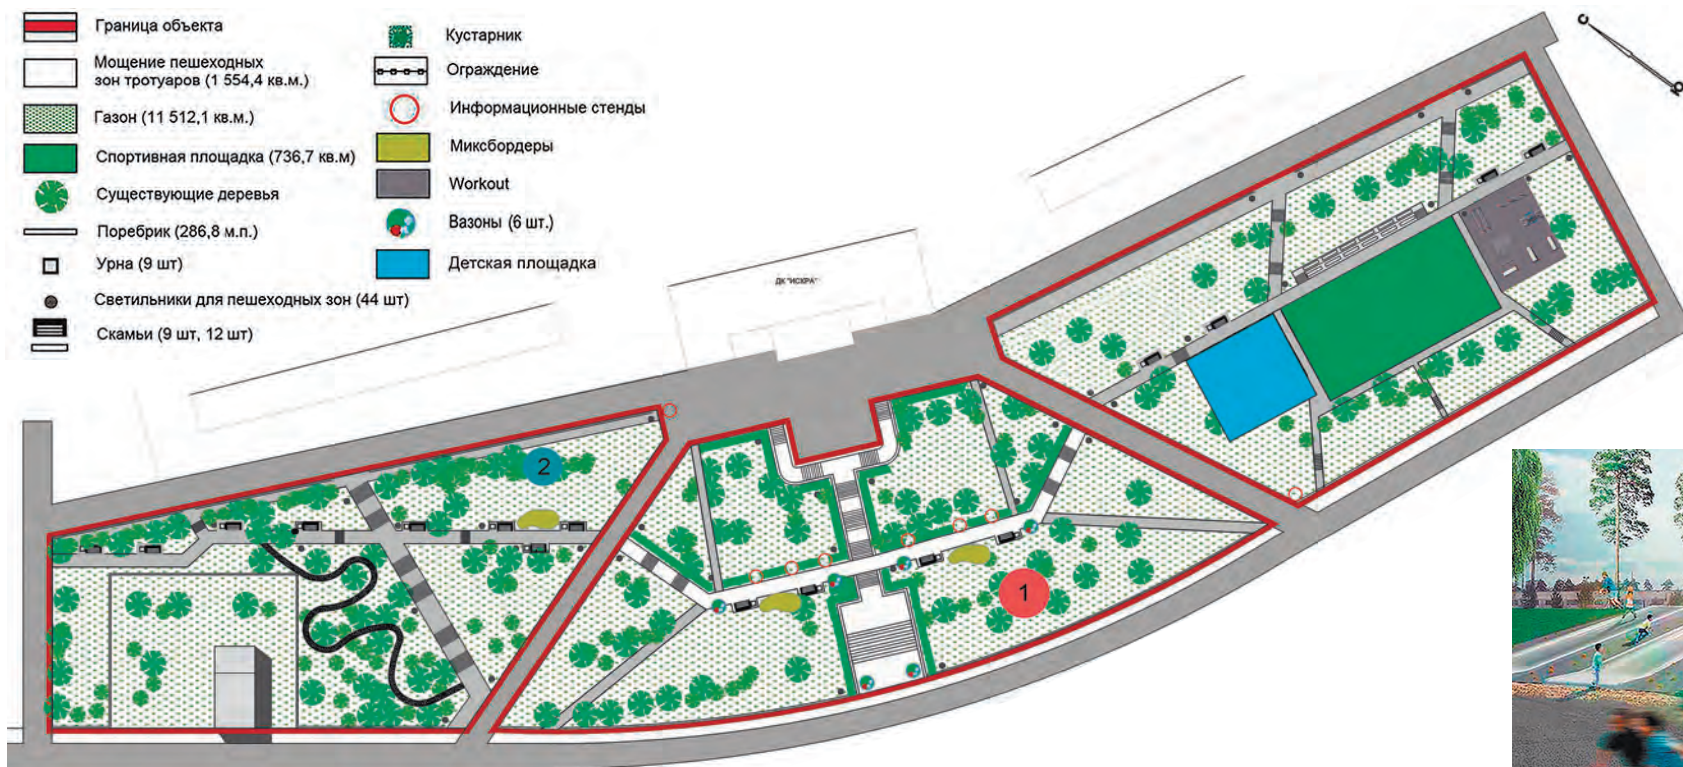 Граница объекта
Мощение пешеходных
зон тротуаров (1 554,4 кв.м.)
Газон (11 512,1 кв.м.)
Спортивная площадка (736,7 кв.м)
Существующие деревья
Поребрик (286,8 м.п.)
Урна (9 шт)
Светильники для пешеходных зон (44 шт)
Скамьи (9 шт, 12 шт)
Кустарник
Ограждение
Информационные стенды
Миксбордеры
Workout
Вазоны (6 шт.)
Детская площадка
ДК "ИСКРА"
2
1